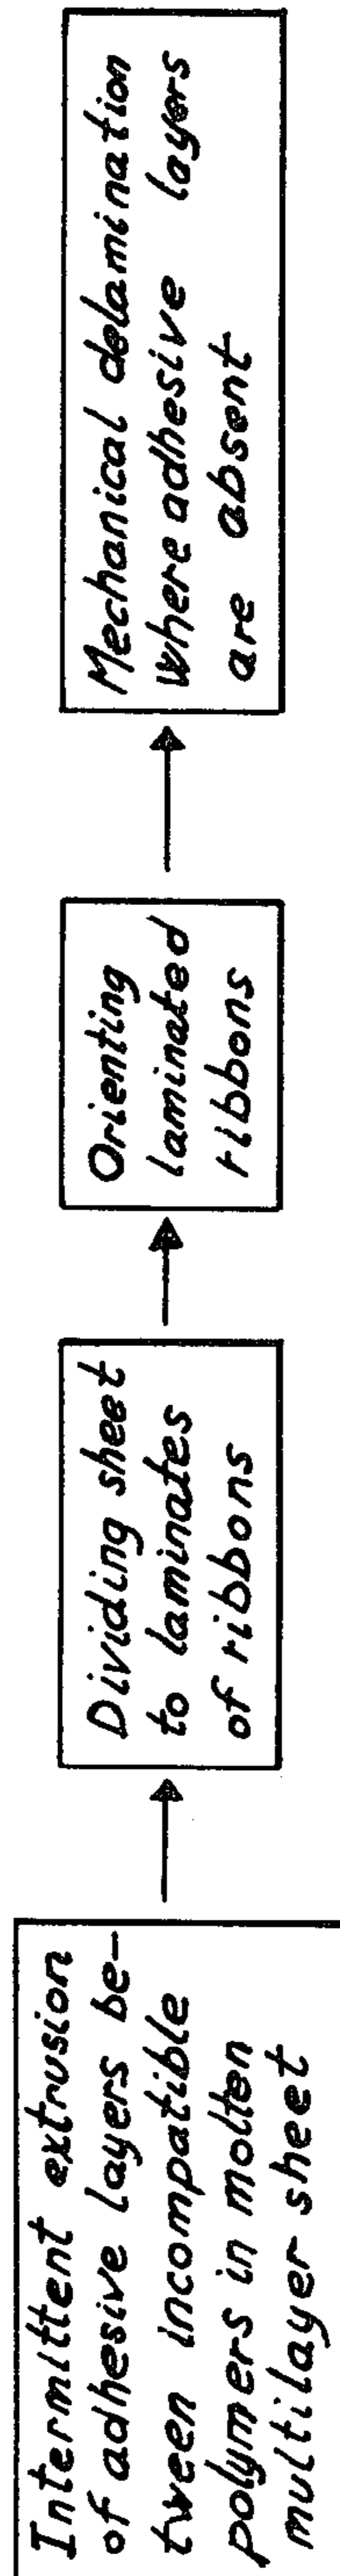 Intermittent extrusion
of adhesive layers be-
tween incompatible
polymers in molten
multilayer sheet
Dividing sheet
to laminates
of ribbons
Orienting
laminated
ribbons
Mechanical delamination
where adhesive layers
are absent